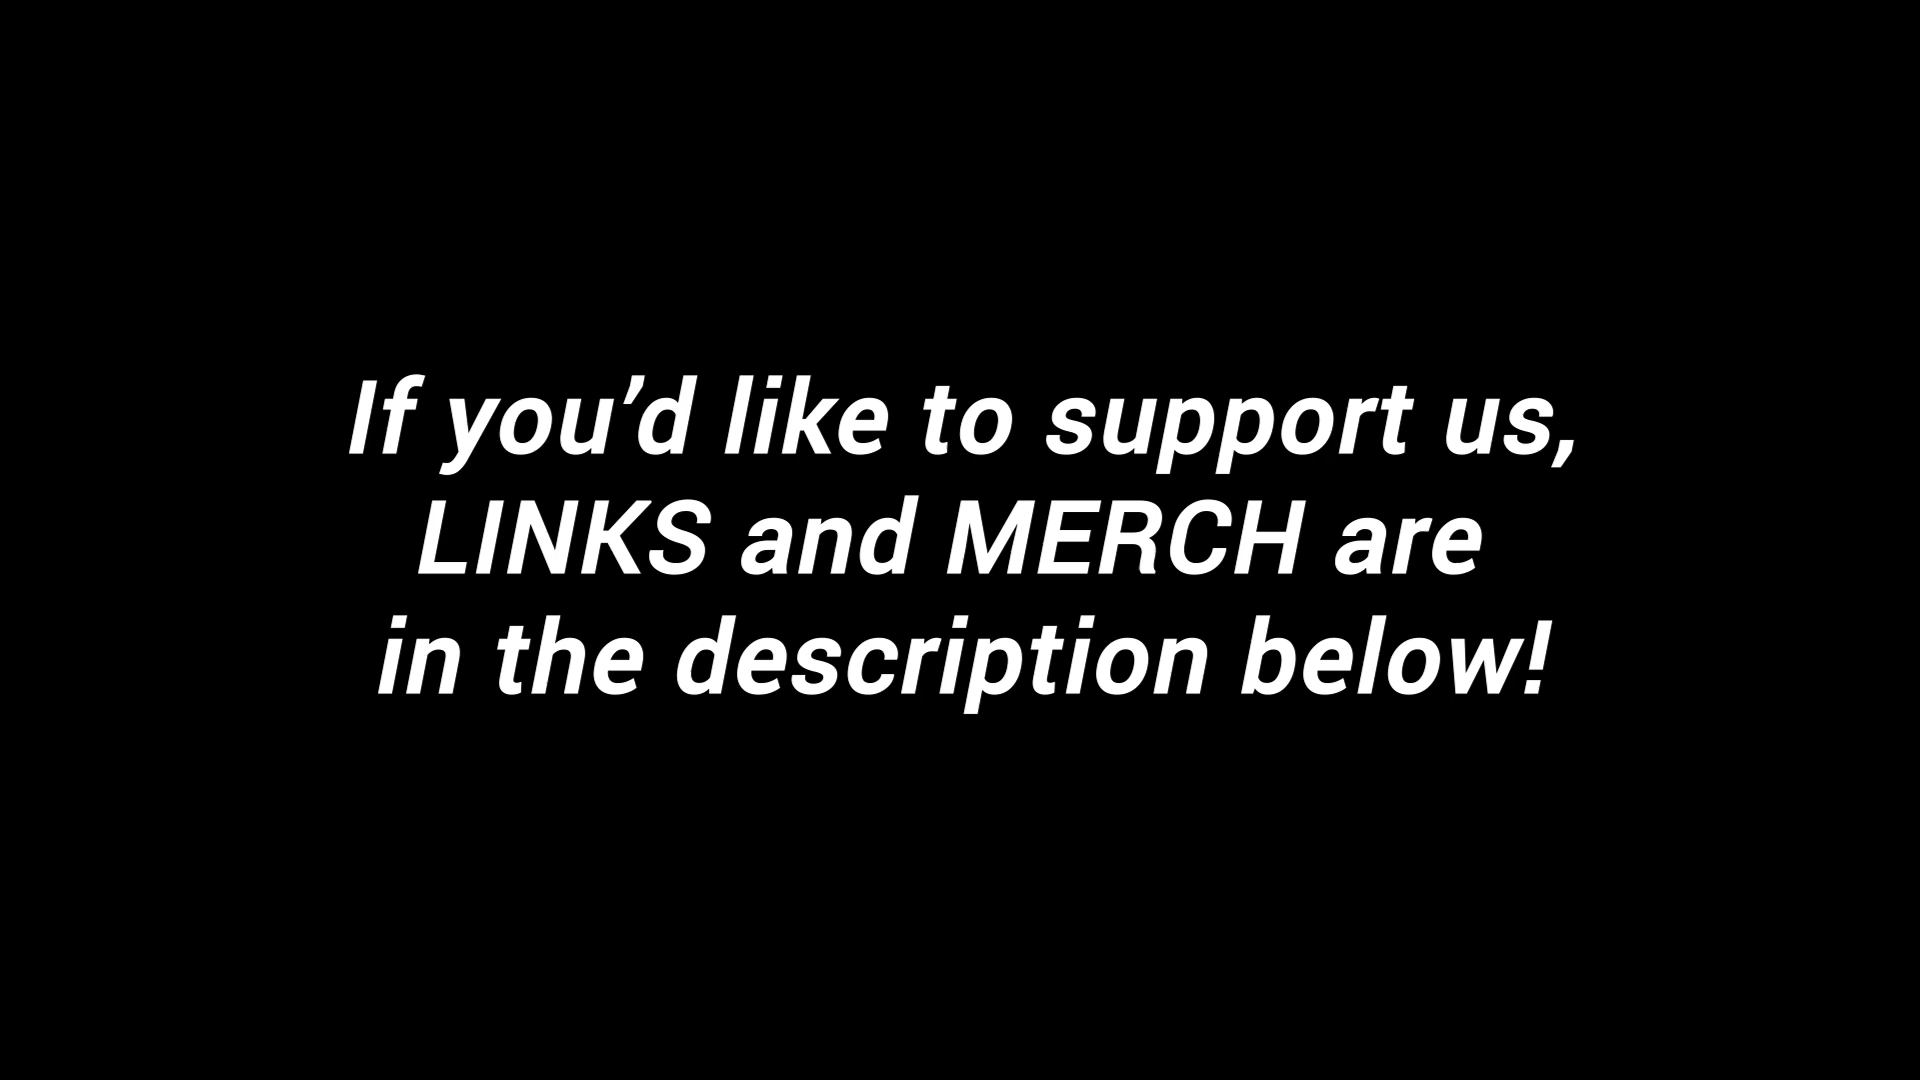 If you’d like to support us,
LINKS and MERCH are
in the description below!